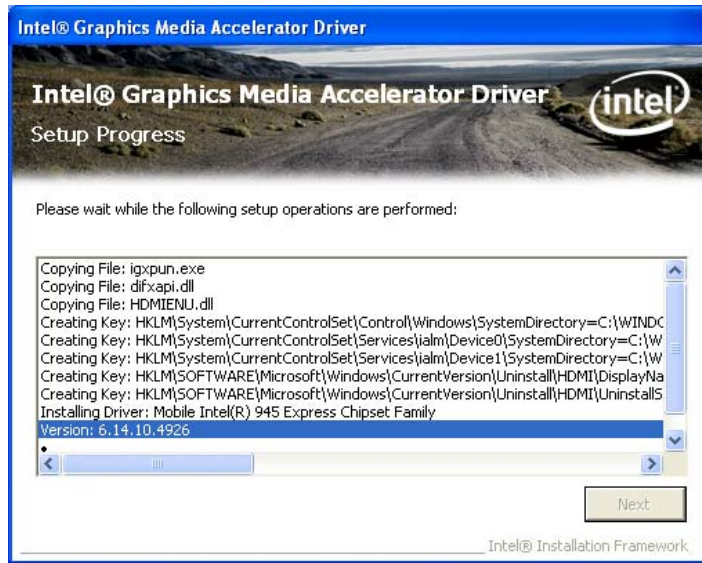 Intel® Graphics Media Accelerator Driver
Intel® Graphics Media Accelerator Driver
intel
Setup Progress
Please wait while the following setup operations are performed:
Copying File: igxpun.exe
Copying File: difxapi.dll
Copying File: HDMIENU.dll
Creating Key: HKLM\System\CurrentControlSet\Control\Windows\SystemDirectory=C:\WINDO
Creating Key: HKLM\System\CurrentControlSet\Services\ialm\Device0\SystemDirectory=C:\W
Creating Key: HKLM\System\CurrentControlSet\Services\ialm\Device1\SystemDirectory=C:\W
Creating Key: HKLM\SOFTWARE\Microsoft\Windows\CurrentVersion\Uninstall\HDMI\DisplayNa
Creating Key: HKLM\SOFTWARE\Microsoft\Windows\CurrentVersion\Uninstall\HDMI\UninstallS
Installing Driver: Mobile Intel(R) 945 Express Chipset Family
Version: 6.14.10.4926
Next
Intel® Installation Framework